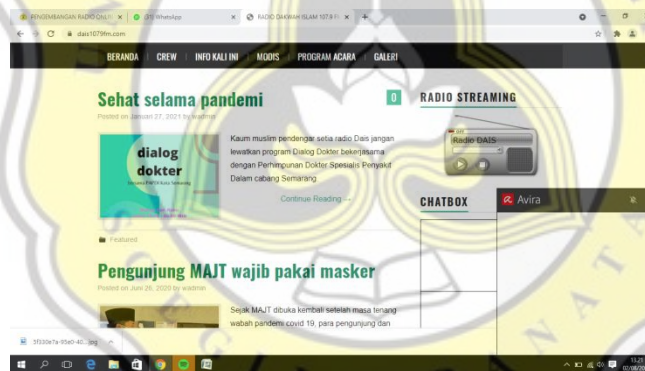 (31) WhatsApp
RADIO DAKWAH ISLAM 107.9 F
dais1079fm.com
BERANDA
CREW
INFO KALI INI
MODIS
PROGRAM ACARA
GALERI
Sehat selama pandemi
0
Posted on Januari 27, 2021 by wadmin
dialog
dokter
Kaum muslim pendengar setia radio Dais jangan
lewatkan program Dialog Dokter bekerjasama
dengan Perhimpunan Dokter Spesialis Penyakit
Dalam cabang Semarang
Continue Reading →
Featured
Pengunjung MAJT wajib pakai masker
Posted on Juni 26, 2020 by wadmin
Sejak MAJT dibuka kembali setelah masa tenang
wabah pandemi covid 19, para pengunjung dan
RADIO STREAMING
Radio DAIS
CHATBOX
Avira
13.21